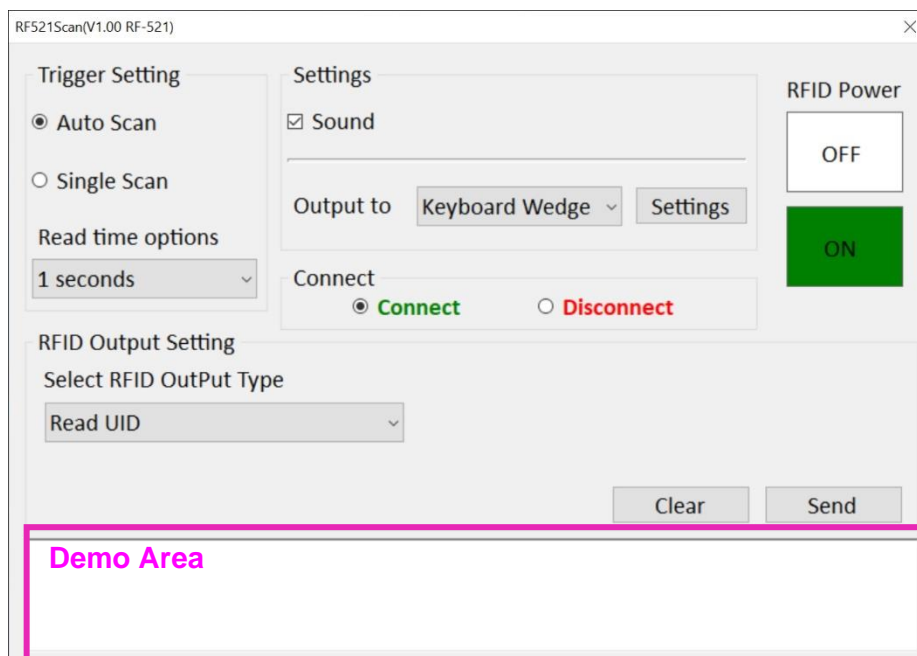 RF521Scan(V1.00 RF-521)
Trigger Setting
Auto Scan
Single Scan
Read time options
1 seconds
Settings
Sound
Output to Keyboard Wedge Settings
Connect
Connect Disconnect
RFID Power
OFF
ON
RFID Output Setting
Select RFID OutPut Type
Read UID
Clear Send
Demo Area